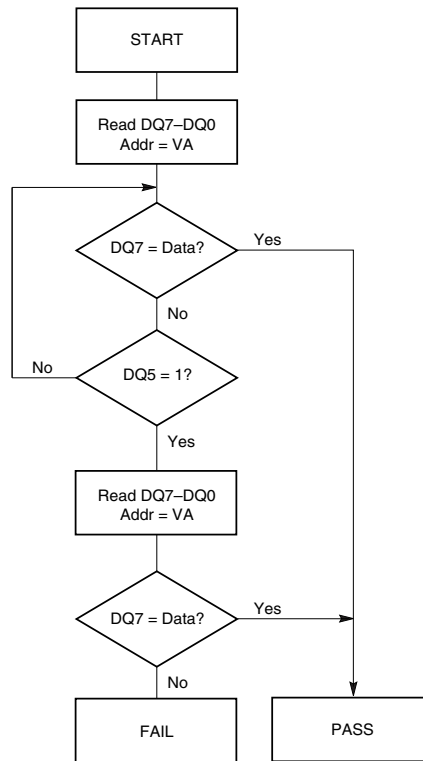 START
Read DQ7–DQ0
Addr = VA
DQ7 = Data?
Yes
No
No
DQ5 = 1?
Yes
Read DQ7–DQ0
Addr = VA
DQ7 = Data?
Yes
No
FAIL
PASS